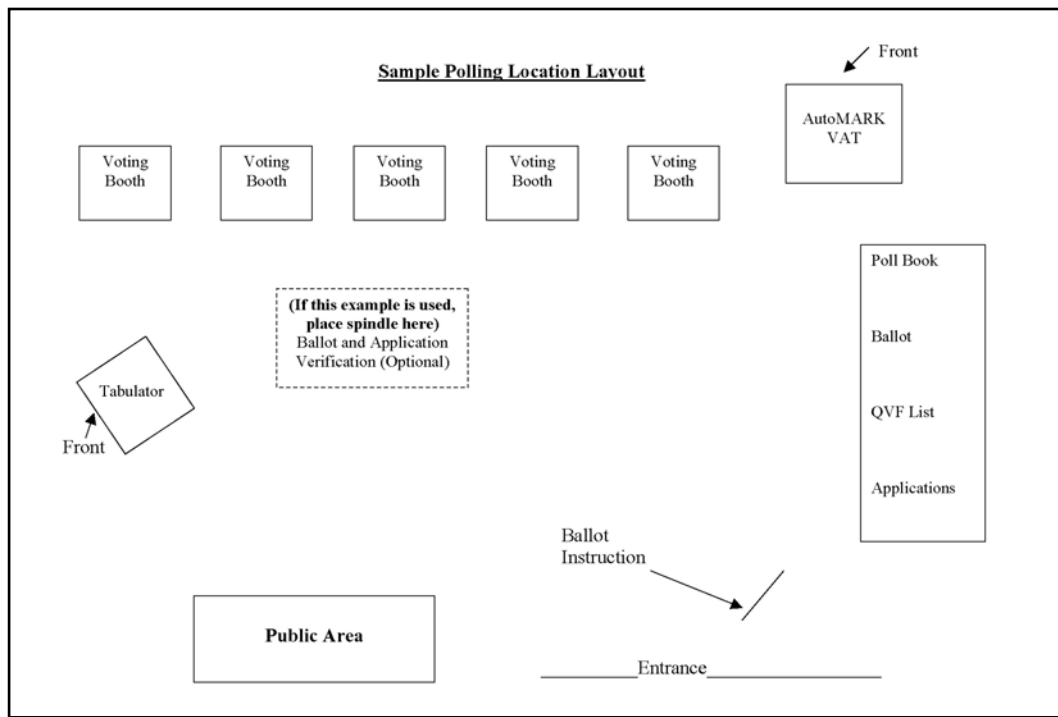 Front
Sample Polling Location Layout
AutoMARK
VAT
Voting
Booth
Voting
Booth
Voting
Booth
Voting
Booth
Voting
Booth
Poll Book
(If this example is used,
place spindle here)
Ballot and Application
Verification (Optional)
Ballot
Tabulator
QVF List
Front
Applications
Ballot
Instruction
Public Area
Entrance